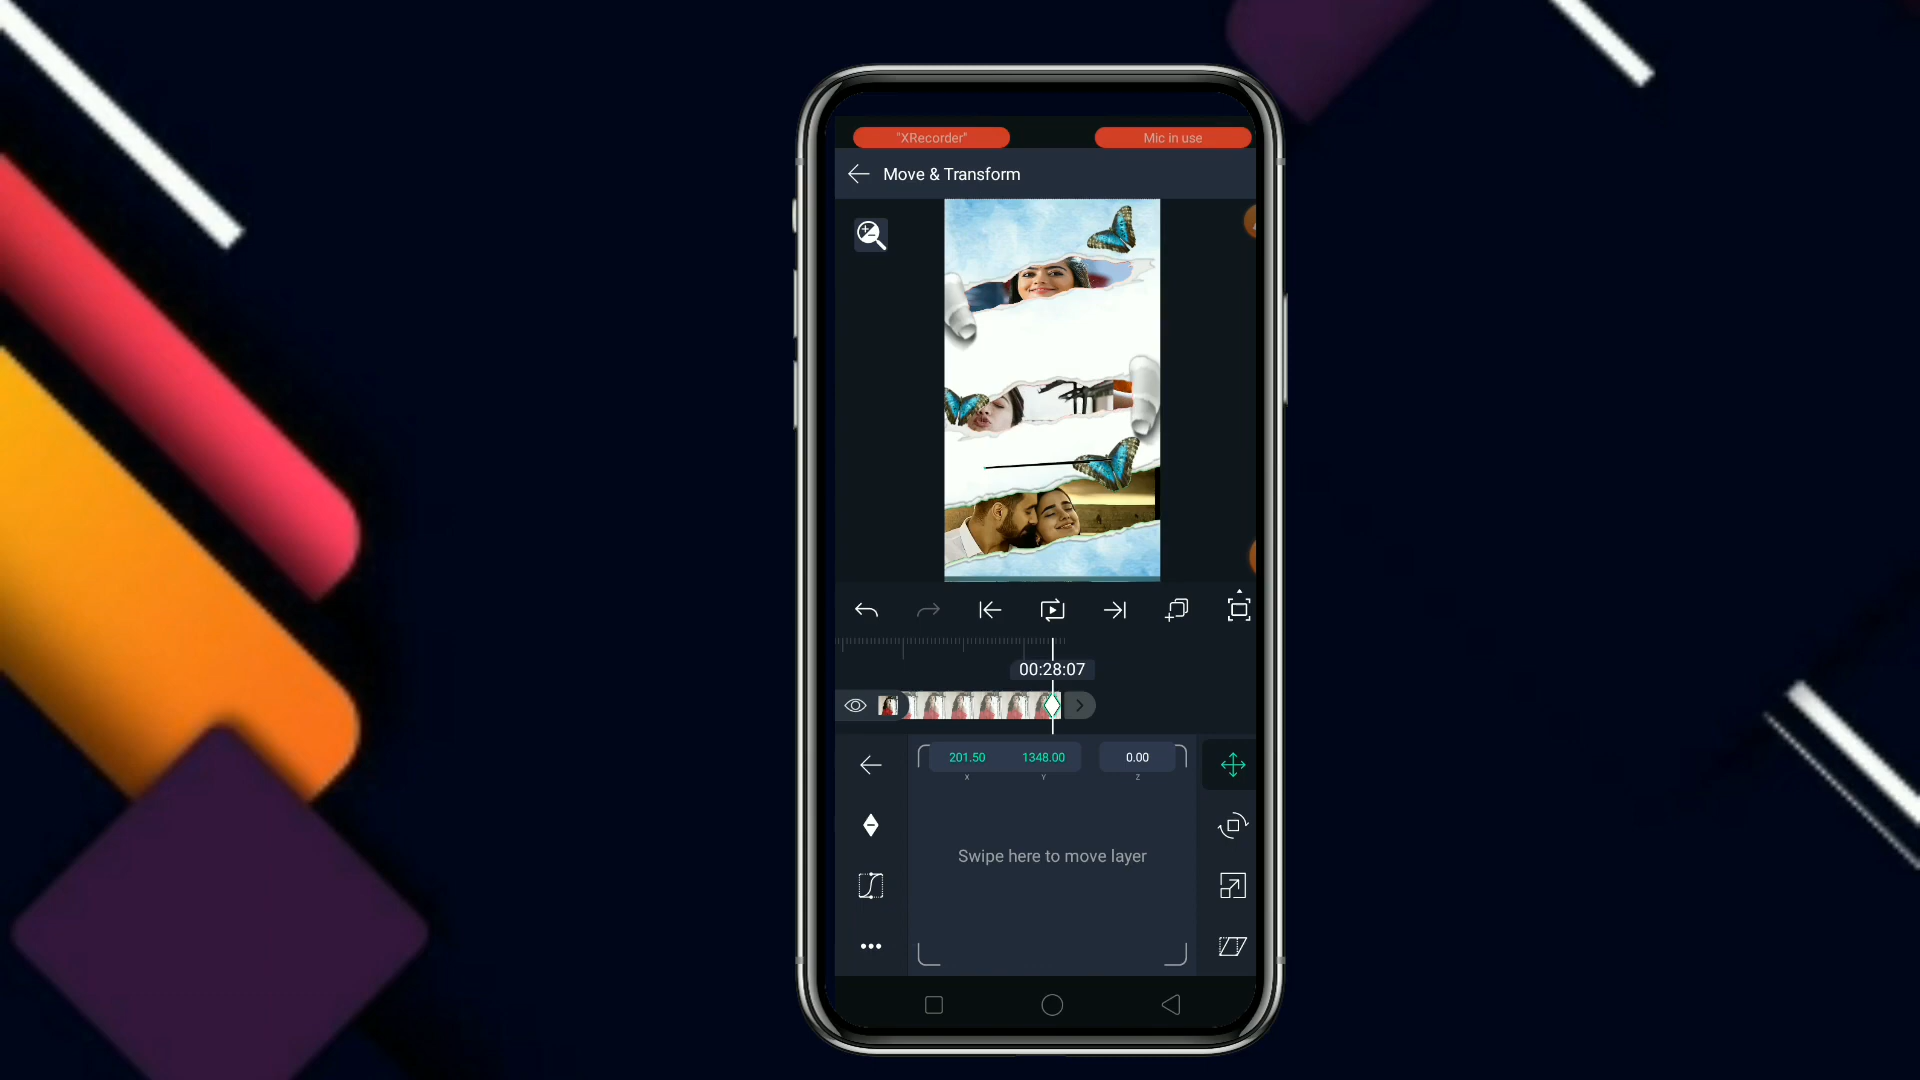 "XRecorder"
Mic in use
Move & Transform
00:28:07
201.50 1348.00 0.00
X Y Z
Swipe here to move layer